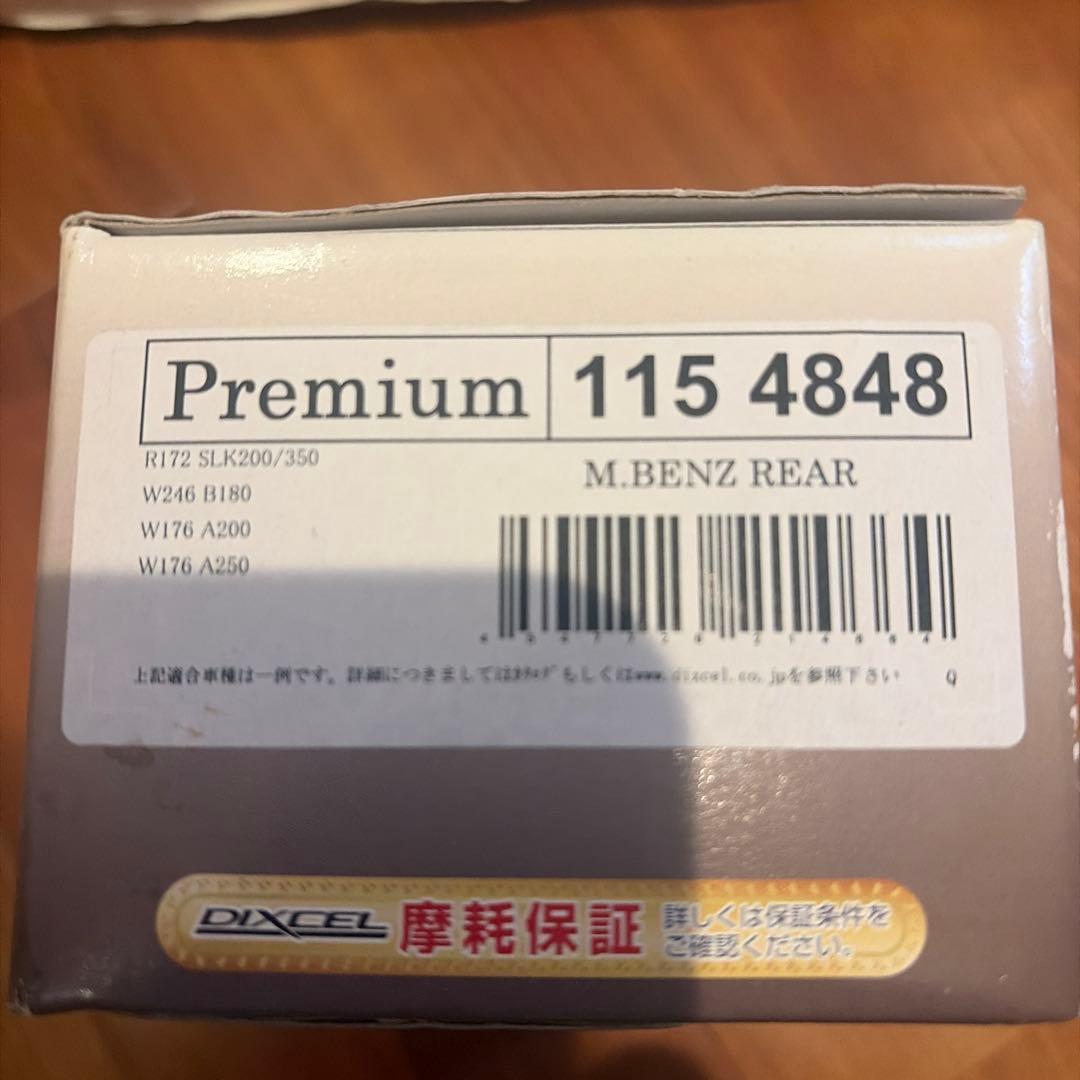 Premium 115 4848
R172 SLK200/350
M.BENZ REAR
W246 B180
W176 A200
W176 A250
上記適合車種は一例です。詳細につきましてはｶﾀﾛｸﾞもしくはwww.dixcel.co.jpを参照下さい Q
DIXCEL 摩耗保証 詳しくは保証条件をご確認ください。